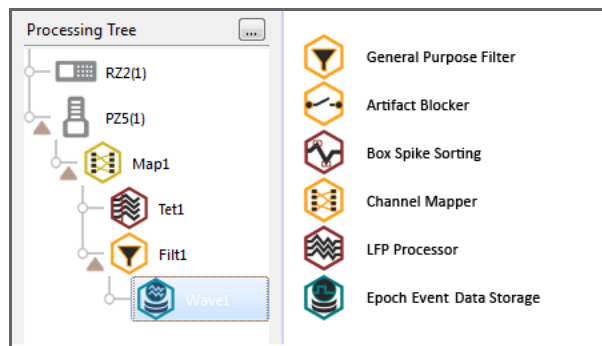 Processing Tree
...
RZ2(1)
PZ5(1)
Map1
Tet1
Filt1
Wave1
General Purpose Filter
Artifact Blocker
Box Spike Sorting
Channel Mapper
LFP Processor
Epoch Event Data Storage